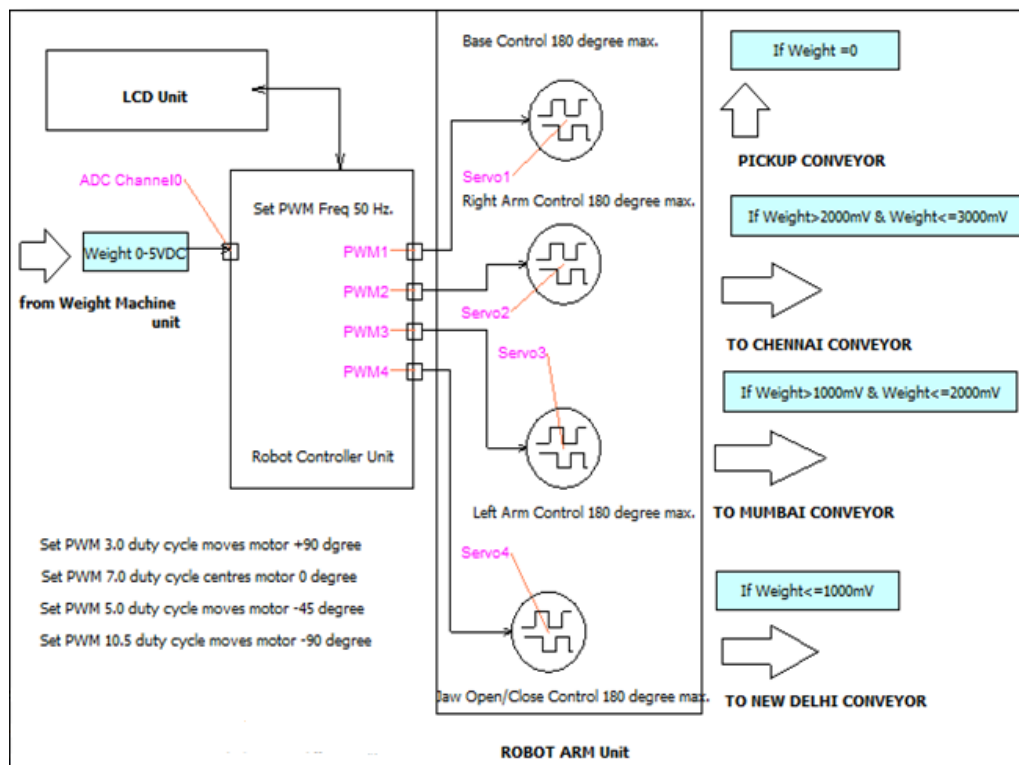 Base Control 180 degree max.
If Weight =0
LCD Unit
PICKUP CONVEYOR
ADC Channel0
Servo1
Set PWM Freq 50 Hz.
Right Arm Control 180 degree max.
If Weight>2000mV & Weight<=3000mV
Weight 0-5VDC
PWM1
PWM2
from Weight Machine
unit
Servo2
PWM3
TO CHENNAI CONVEYOR
Servo3
PWM4
If Weight>1000mV & Weight<=2000mV
Robot Controller Unit
Left Arm Control 180 degree max.
TO MUMBAI CONVEYOR
Set PWM 3.0 duty cycle moves motor +90 dgree
Servo4
Set PWM 7.0 duty cycle centres motor 0 degree
If Weight<=1000mV
Set PWM 5.0 duty cycle moves motor -45 degree
Set PWM 10.5 duty cycle moves motor -90 degree
Jaw Open/Close Control 180 degree max.
TO NEW DELHI CONVEYOR
ROBOT ARM Unit